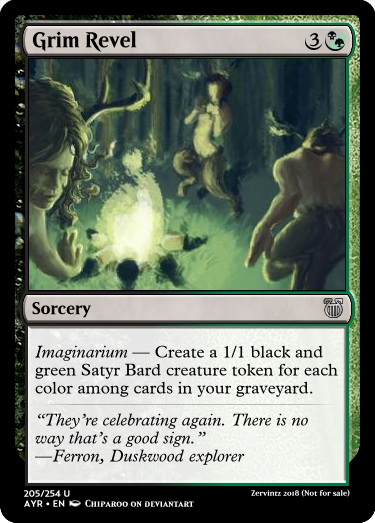 Grim Revel 3
Sorcery
Imaginarium — Create a 1/1 black and
green Satyr Bard creature token for each
color among cards in your graveyard.
“They’re celebrating again. There is no
way that’s a good sign.”
—Ferron, Duskwood explorer
205/254 U
AYR • EN Chiparoo on deviantart
Zervintz 2018 (Not for sale)